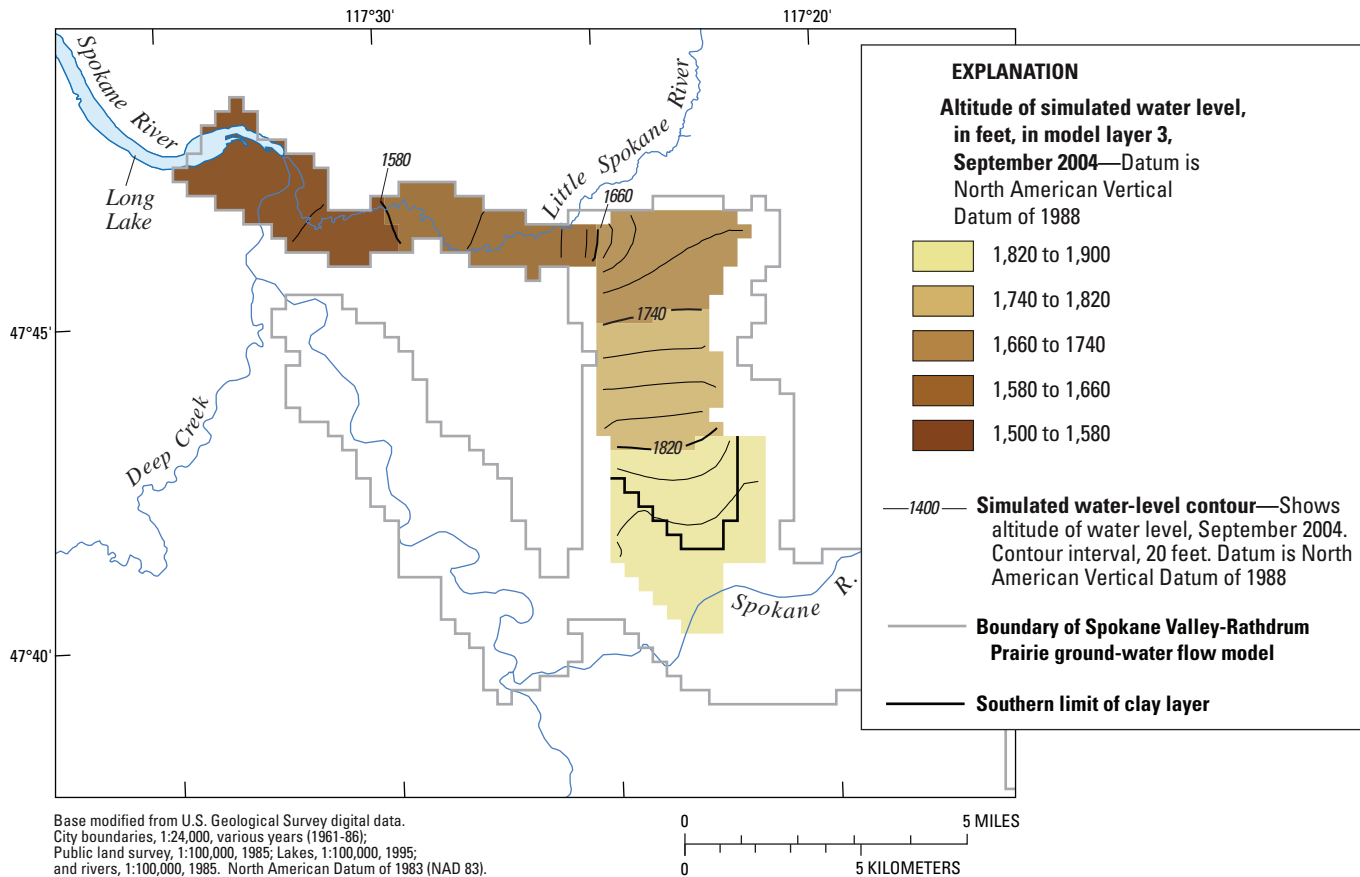 117°30'
117°20'
Spokane River
Long
Lake
1580
Little Spokane River
1660
47°45'
1740
Deep Creek
1820
Spokane R.
47°40'
EXPLANATION
Altitude of simulated water level,
in feet, in model layer 3,
September 2004—Datum is
North American Vertical
Datum of 1988
1,820 to 1,900
1,740 to 1,820
1,660 to 1740
1,580 to 1,660
1,500 to 1,580
1400
Simulated water-level contour—Shows
altitude of water level, September 2004.
Contour interval, 20 feet. Datum is North
American Vertical Datum of 1988
Boundary of Spokane Valley-Rathdrum
Prairie ground-water flow model
Southern limit of clay layer
Base modified from U.S. Geological Survey digital data.
City boundaries, 1:24,000, various years (1961-86);
Public land survey, 1:100,000, 1985; Lakes, 1:100,000, 1995;
and rivers, 1:100,000, 1985. North American Datum of 1983 (NAD 83).
0 5 MILES
0 5 KILOMETERS